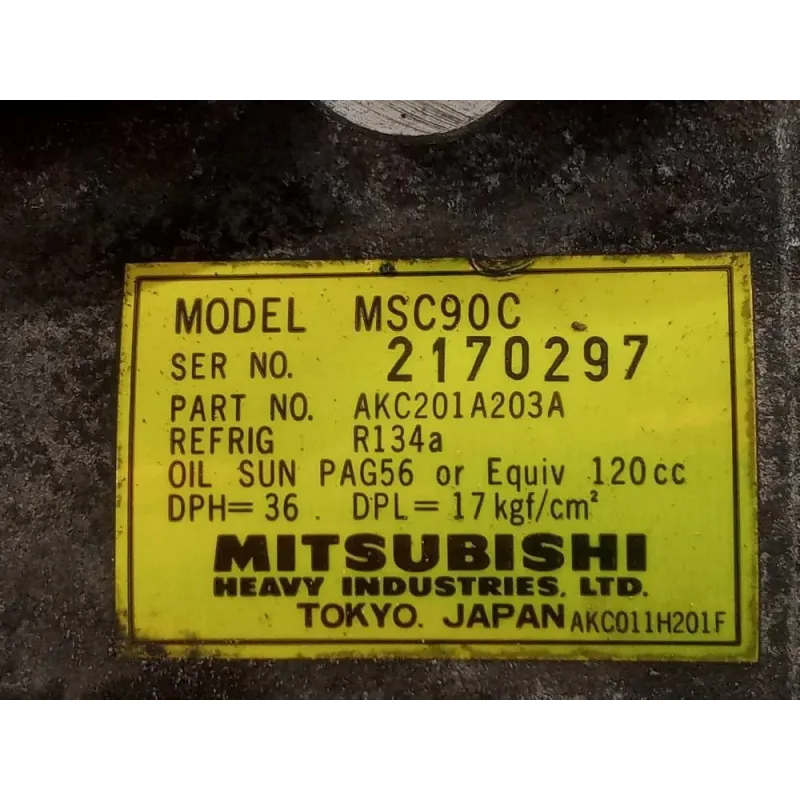 MODEL MSC90C
SER NO. 2170297
PART NO. AKC201A203A
REFRIG R134a
OIL SUN PAG56 or Equiv 120cc
DPH=36 . DPL=17kgf/cm²
MITSUBISHI
HEAVY INDUSTRIES, LTD.
TOKYO. JAPAN AKC011H201F